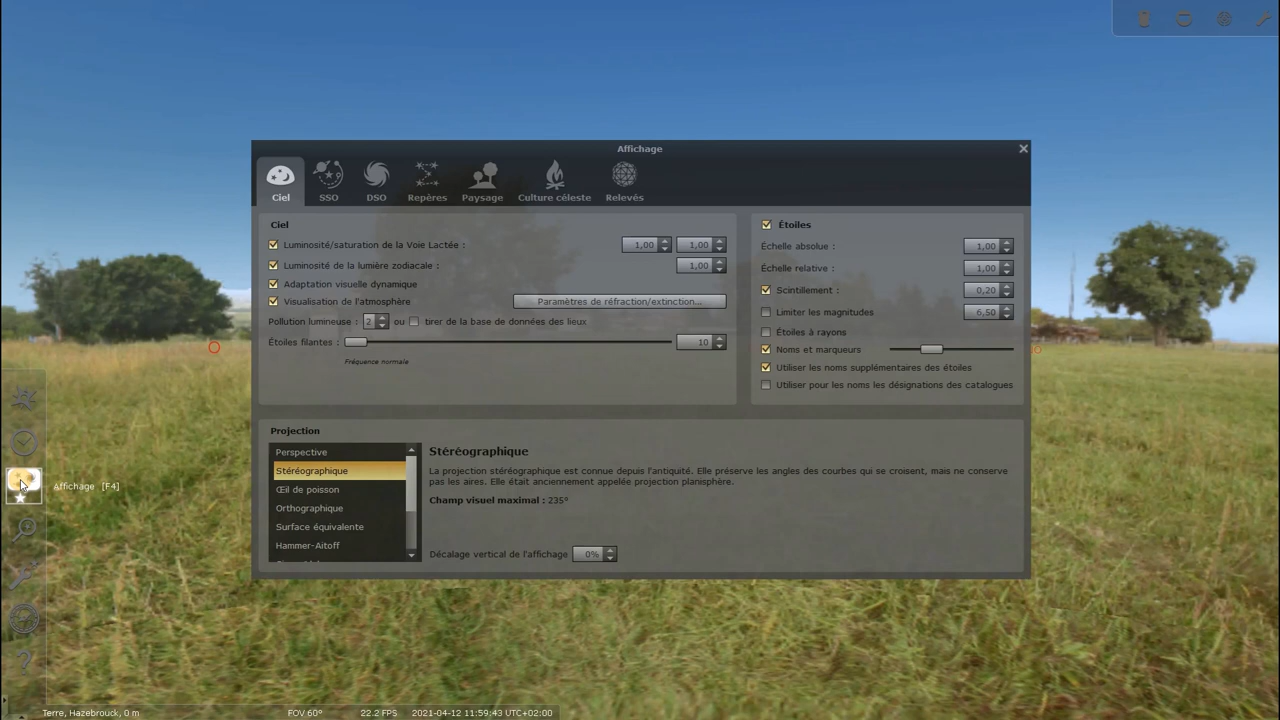 Affichage
Ciel
SSO
DSO
Repères
Paysage
Culture céleste
Relevés
Ciel
Luminosité/saturation de la Voie Lactée : 1,00 1,00
Luminosité de la lumière zodiacale : 1,00
Adaptation visuelle dynamique
Visualisation de l'atmosphère Paramètres de réfraction/extinction...
Pollution lumineuse : 2 ou tirer de la base de données des lieux
Étoiles filantes : 10
Fréquence normale
Étoiles
Échelle absolue : 1,00
Échelle relative : 1,00
Scintillement : 0,20
Limiter les magnitudes 6,50
Étoiles à rayons
Noms et marqueurs
Utiliser les noms supplémentaires des étoiles
Utiliser pour les noms les désignations des catalogues
O
Projection
Perspective
Stéréographique
Œil de poisson
Orthographique
Surface équivalente
Hammer-Aitoff
Stéréographique
La projection stéréographique est connue depuis l'antiquité. Elle préserve les angles des courbes qui se croisent, mais ne conserve
pas les aires. Elle était anciennement appelée projection planisphère.
Champ visuel maximal : 235°
Décalage vertical de l'affichage 0%
Affichage [F4]
Terre, Hazebrouck, 0 m FOV 60° 22.2 FPS 2021-04-12 11:59:43 UTC+02:00